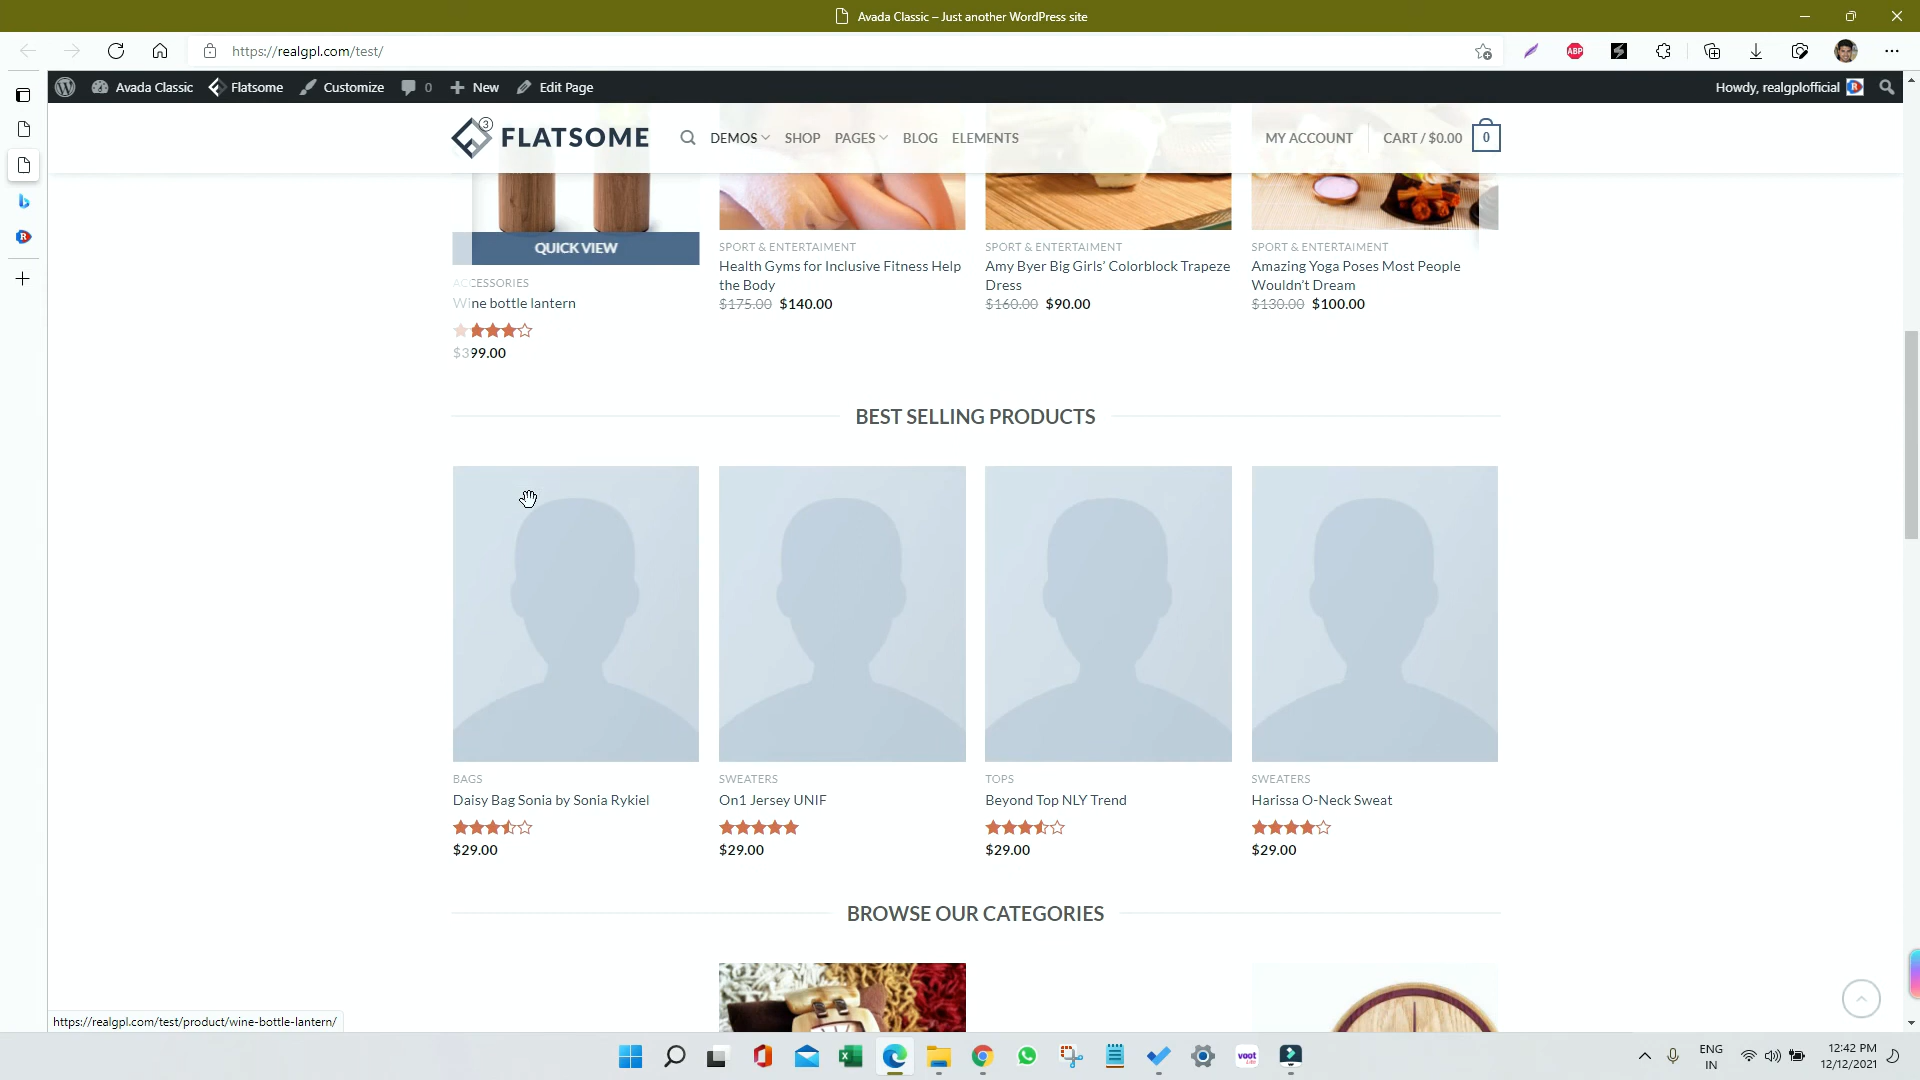 Avada Classic – Just another WordPress site
https://realgpl.com/test/
ABP
Avada Classic Flatsome Customize 0 New Edit Page Howdy, realgplofficial
3
FLATSOME DEMOS SHOP PAGES BLOG ELEMENTS MY ACCOUNT CART / $0.00 0
QUICK VIEW
ACCESSORIES
Wine bottle lantern
$399.00
SPORT & ENTERTAIMENT
Health Gyms for Inclusive Fitness Help
the Body
$175.00 $140.00
SPORT & ENTERTAIMENT
Amy Byer Big Girls' Colorblock Trapeze
Dress
$160.00 $90.00
SPORT & ENTERTAIMENT
Amazing Yoga Poses Most People
Wouldn't Dream
$130.00 $100.00
BEST SELLING PRODUCTS
BAGS
Daisy Bag Sonia by Sonia Rykiel
$29.00
SWEATERS
On1 Jersey UNIF
$29.00
TOPS
Beyond Top NLY Trend
$29.00
SWEATERS
Harissa O-Neck Sweat
$29.00
BROWSE OUR CATEGORIES
https://realgpl.com/test/product/wine-bottle-lantern/
voot
ENG
IN
12:42 PM
12/12/2021